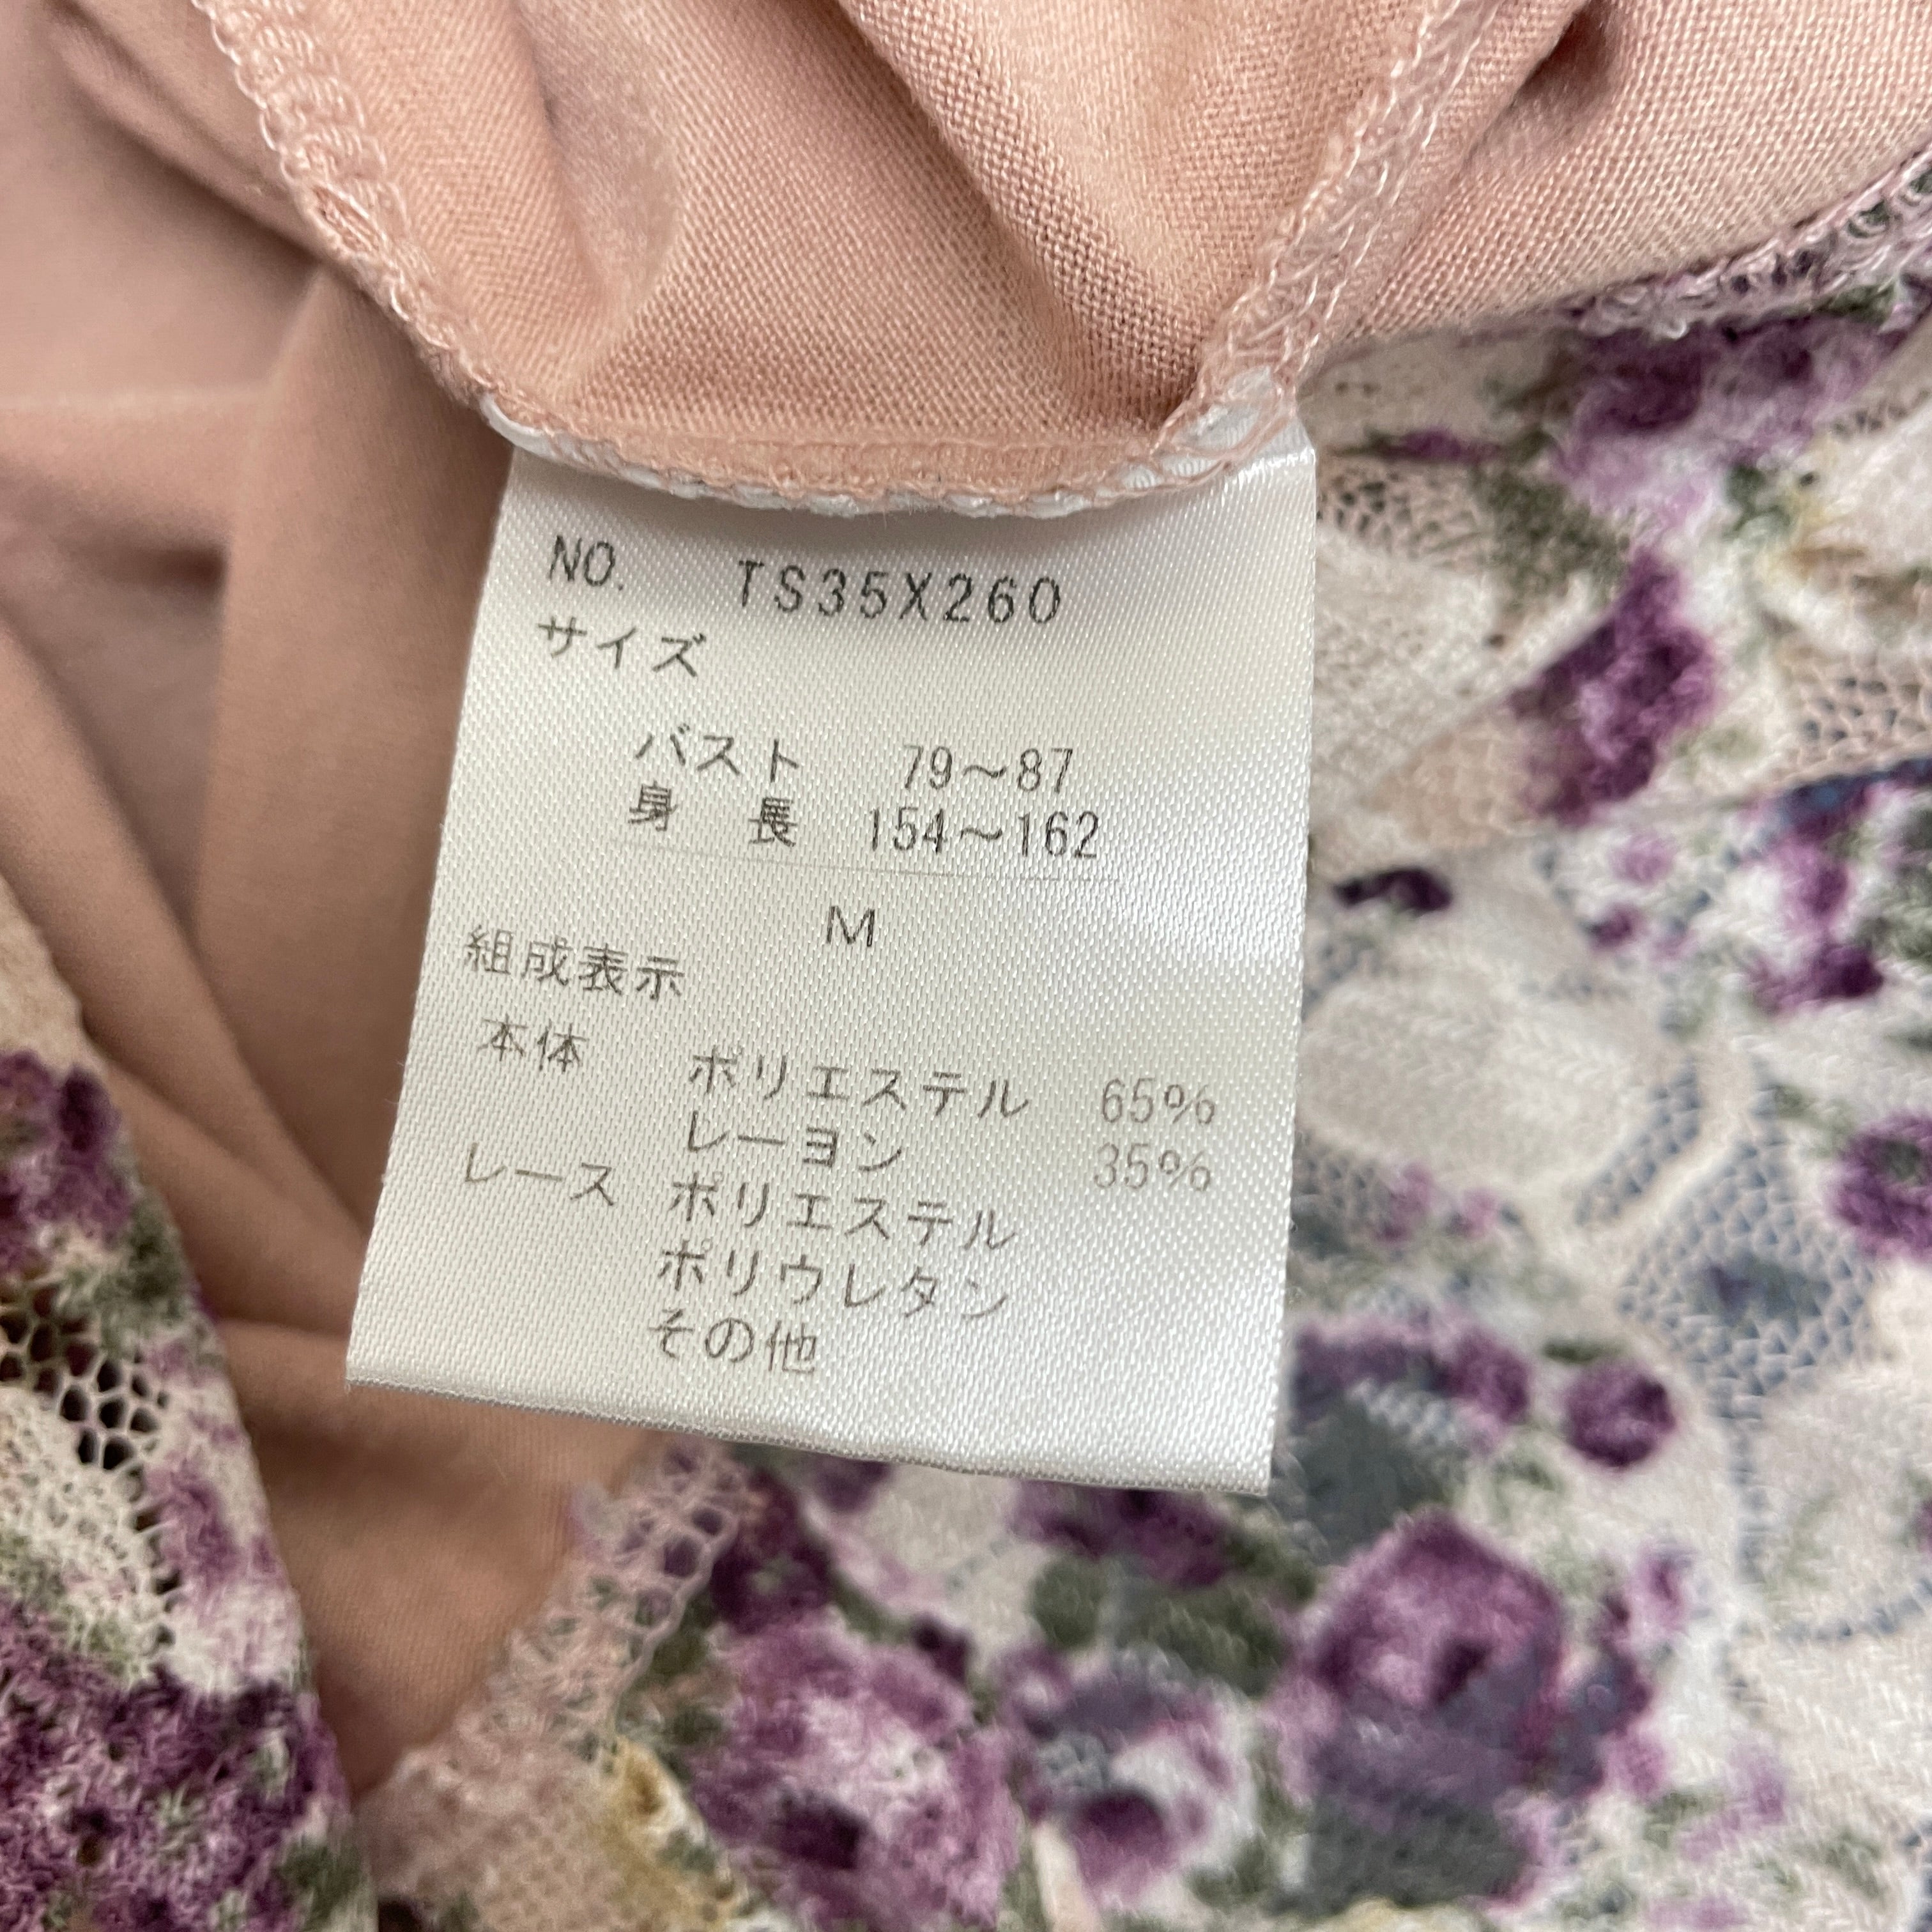 NO. TS35X260
サイズ
バスト 79～87
身長 154～162
M
組成表示
本体 ポリエステル 65%
レーヨン 35%
レース ポリエステル
ポリウレタン
その他